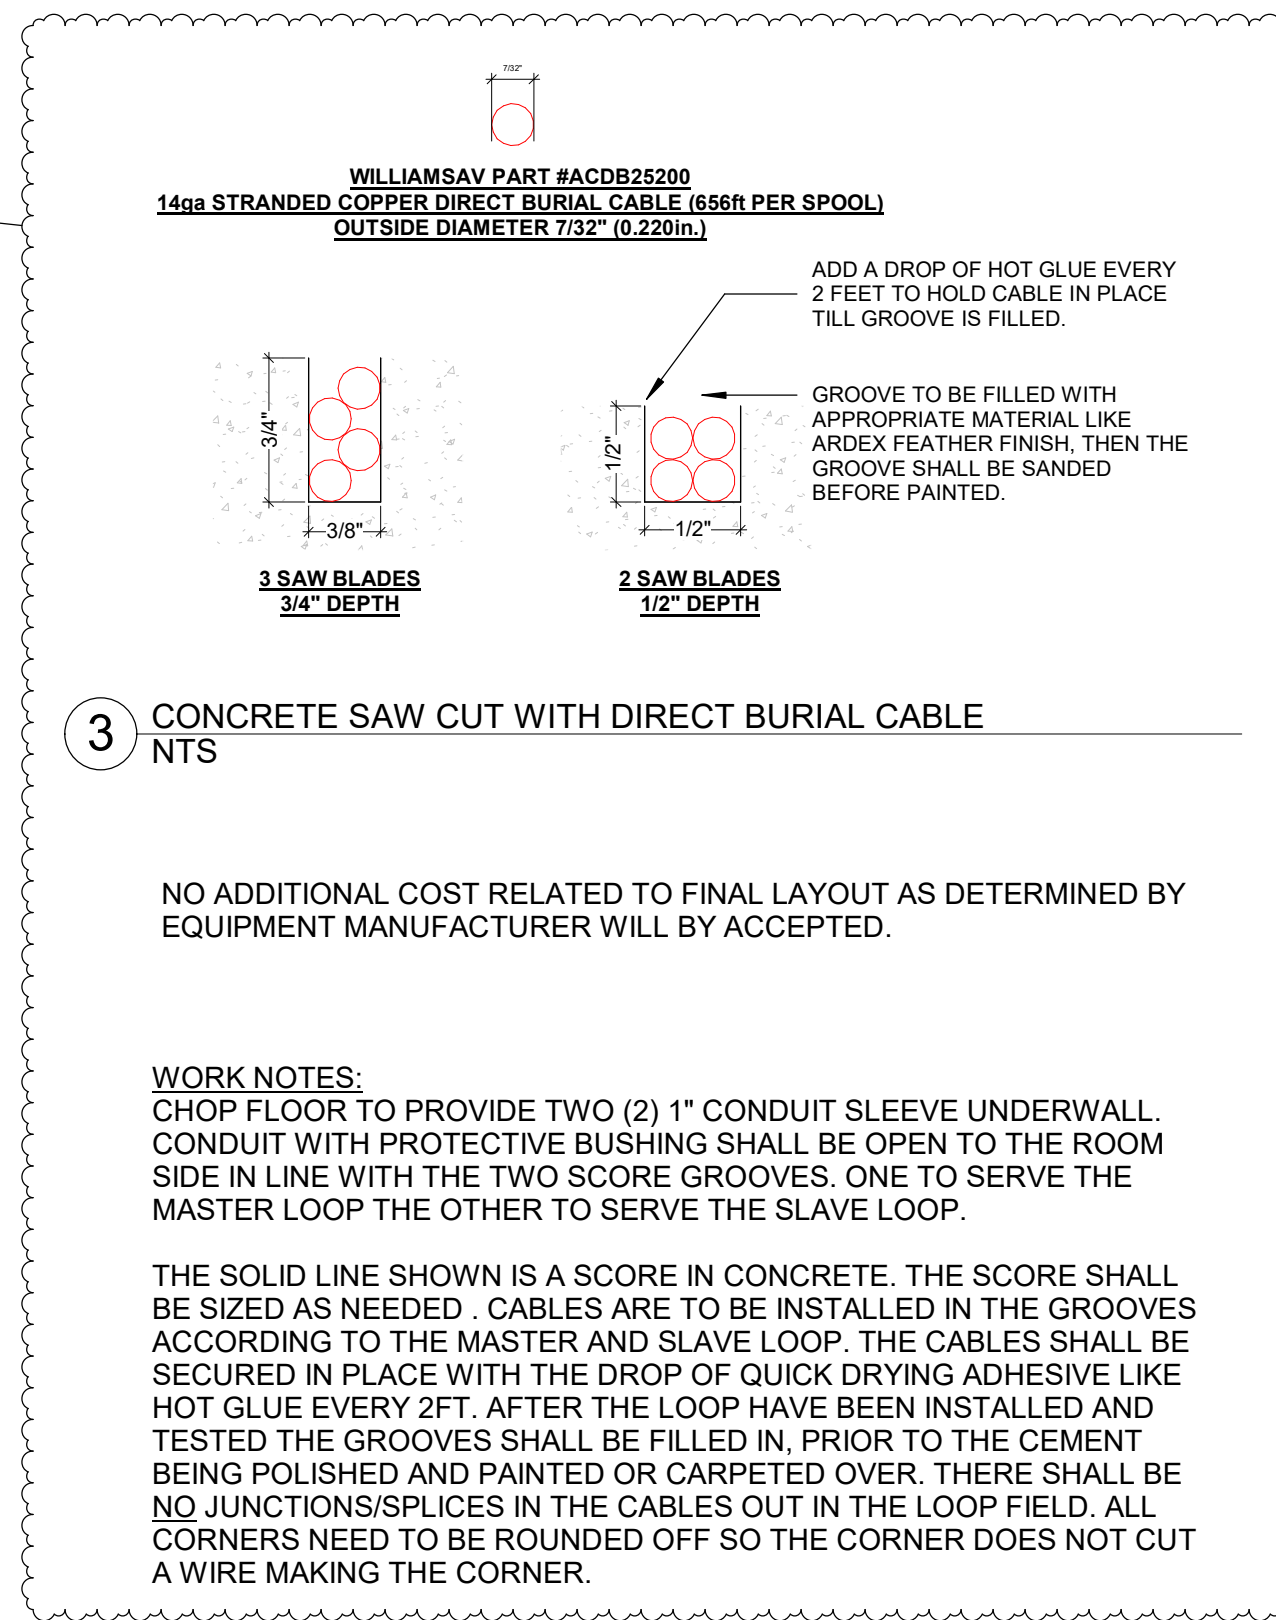 7/32"
WILLIAMSAV PART #ACDB25200
14ga STRANDED COPPER DIRECT BURIAL CABLE (656ft PER SPOOL)
OUTSIDE DIAMETER 7/32" (0.220in.)
ADD A DROP OF HOT GLUE EVERY
2 FEET TO HOLD CABLE IN PLACE
TILL GROOVE IS FILLED.
GROOVE TO BE FILLED WITH
APPROPRIATE MATERIAL LIKE
ARDEX FEATHER FINISH, THEN THE
GROOVE SHALL BE SANDED
BEFORE PAINTED.
3/4"
3/8"
1/2"
1/2"
3 SAW BLADES
3/4" DEPTH
2 SAW BLADES
1/2" DEPTH
3
CONCRETE SAW CUT WITH DIRECT BURIAL CABLE
NTS
NO ADDITIONAL COST RELATED TO FINAL LAYOUT AS DETERMINED BY
EQUIPMENT MANUFACTURER WILL BY ACCEPTED.
WORK NOTES:
CHOP FLOOR TO PROVIDE TWO (2) 1" CONDUIT SLEEVE UNDERWALL.
CONDUIT WITH PROTECTIVE BUSHING SHALL BE OPEN TO THE ROOM
SIDE IN LINE WITH THE TWO SCORE GROOVES. ONE TO SERVE THE
MASTER LOOP THE OTHER TO SERVE THE SLAVE LOOP.
THE SOLID LINE SHOWN IS A SCORE IN CONCRETE. THE SCORE SHALL
BE SIZED AS NEEDED . CABLES ARE TO BE INSTALLED IN THE GROOVES
ACCORDING TO THE MASTER AND SLAVE LOOP. THE CABLES SHALL BE
SECURED IN PLACE WITH THE DROP OF QUICK DRYING ADHESIVE LIKE
HOT GLUE EVERY 2FT. AFTER THE LOOP HAVE BEEN INSTALLED AND
TESTED THE GROOVES SHALL BE FILLED IN, PRIOR TO THE CEMENT
BEING POLISHED AND PAINTED OR CARPETED OVER. THERE SHALL BE
NO JUNCTIONS/SPLICES IN THE CABLES OUT IN THE LOOP FIELD. ALL
CORNERS NEED TO BE ROUNDED OFF SO THE CORNER DOES NOT CUT
A WIRE MAKING THE CORNER.